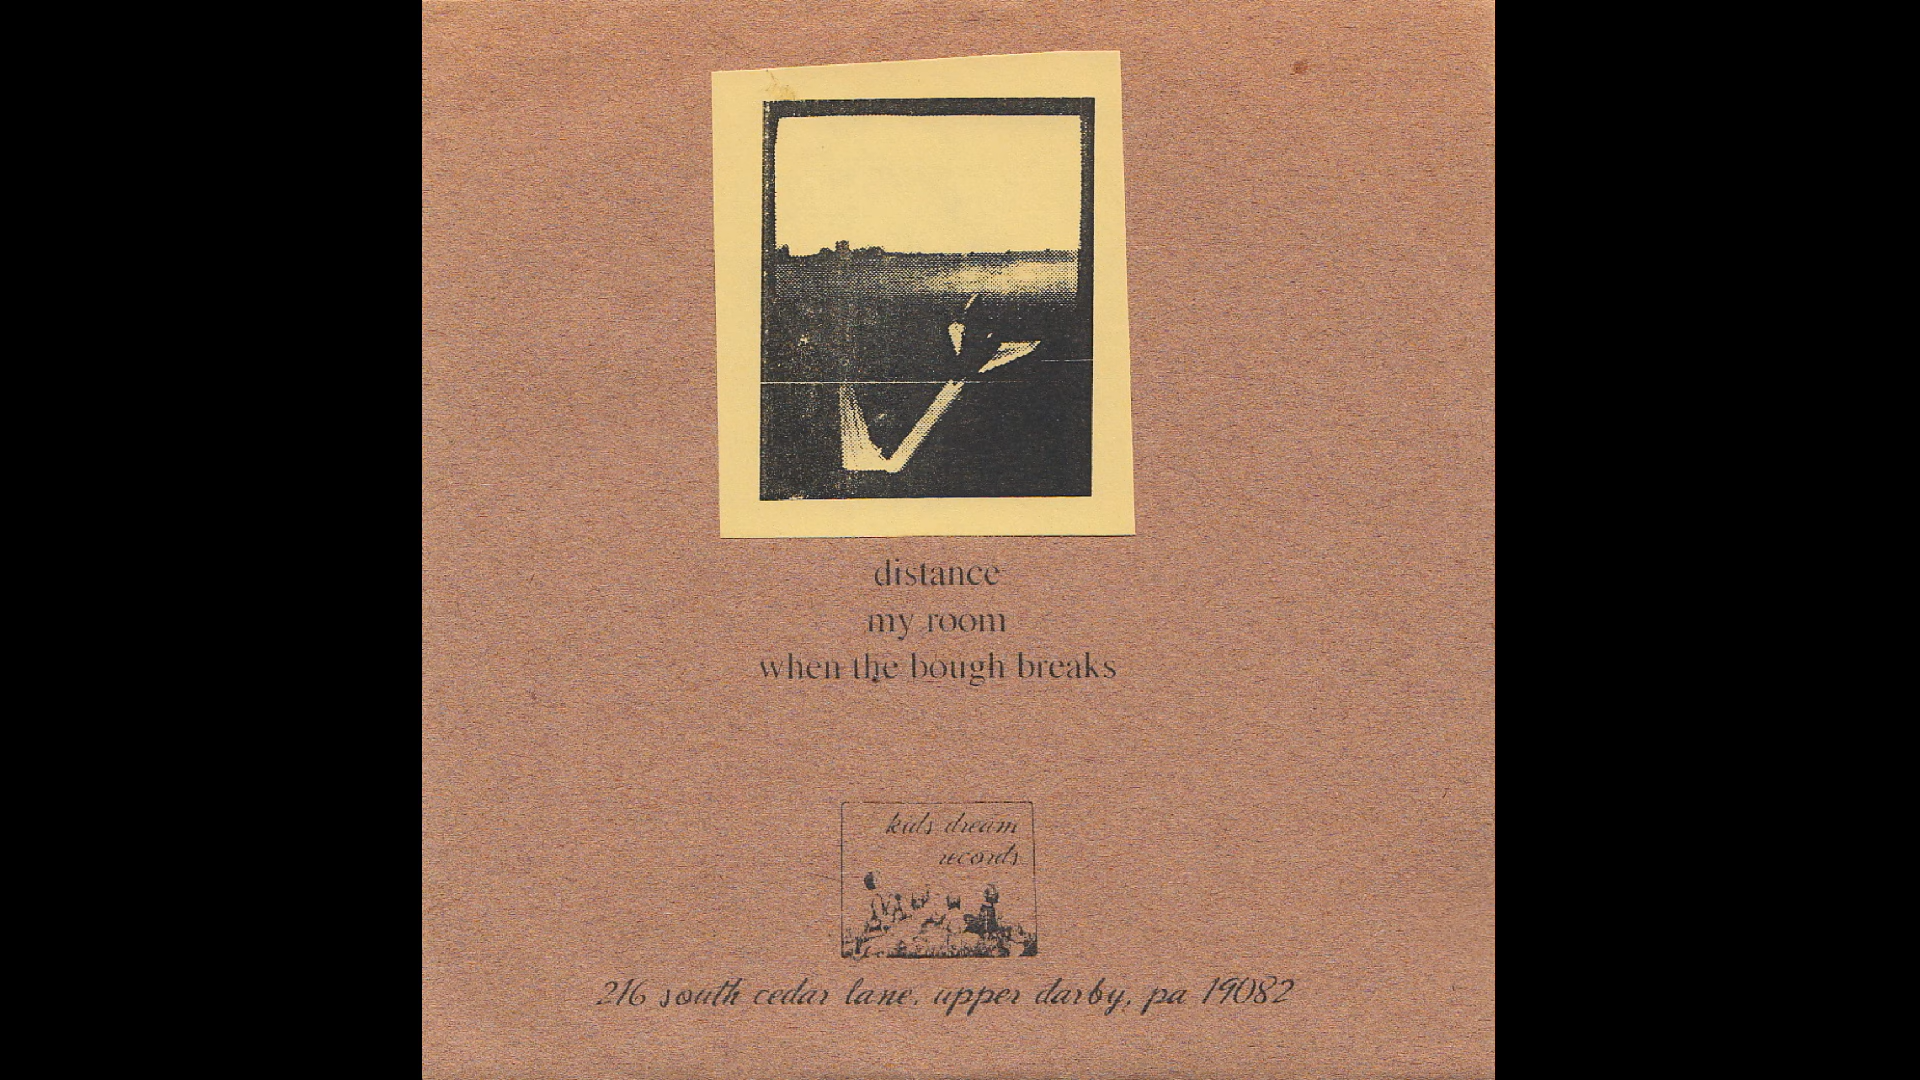 distance
my room
when the bough breaks
kids dream
records
216 south cedar lane, upper darby, pa 19082